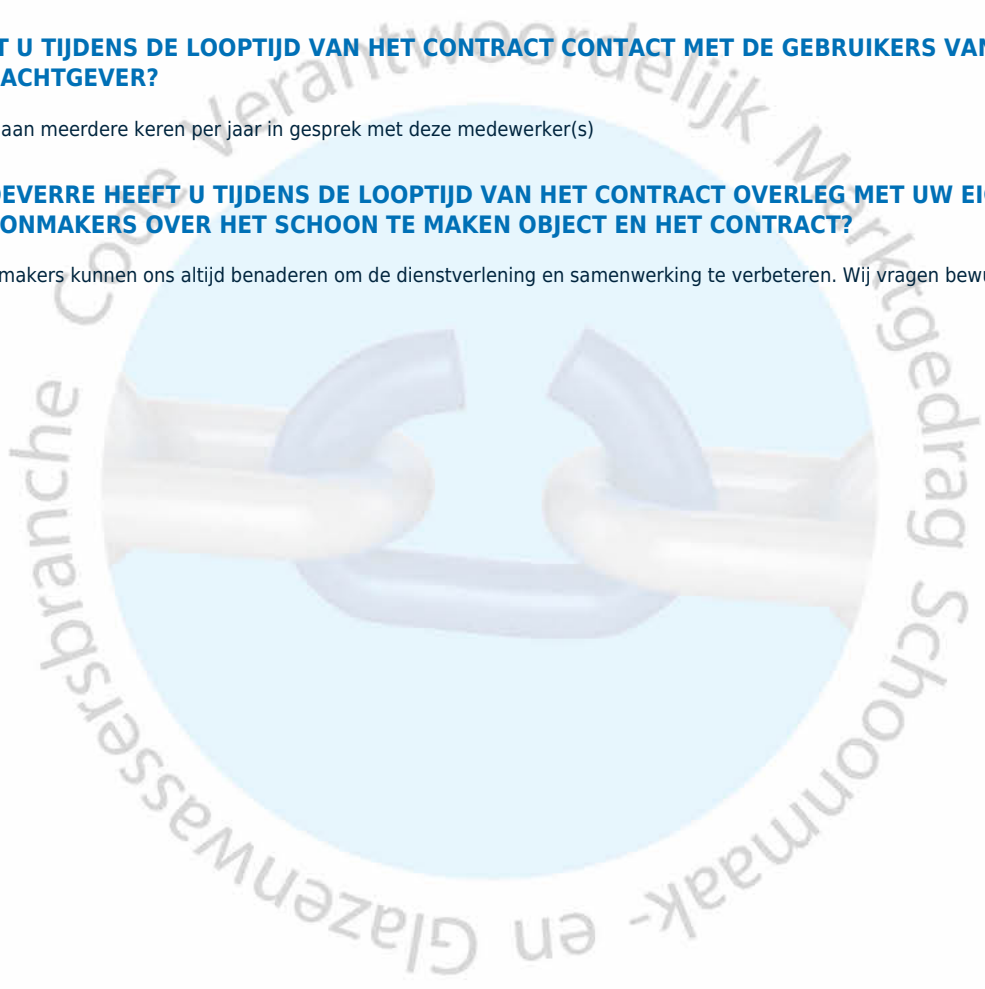 T U TIJDENS DE LOOPTIJD VAN HET CONTRACT CONTACT MET DE GEBRUIKERS VAN
ACHTGEVER?
aan meerdere keren per jaar in gesprek met deze medewerker(s)
OEVERRE HEEFT U TIJDENS DE LOOPTIJD VAN HET CONTRACT OVERLEG MET UW EIG
ONMAKERS OVER HET SCHOON TE MAKEN OBJECT EN HET CONTRACT?
makers kunnen ons altijd benaderen om de dienstverlening en samenwerking te verbeteren. Wij vragen bewu
Code Verantwoordelijk Marktgedrag Schoonmaak- en Glazenwassersbranche